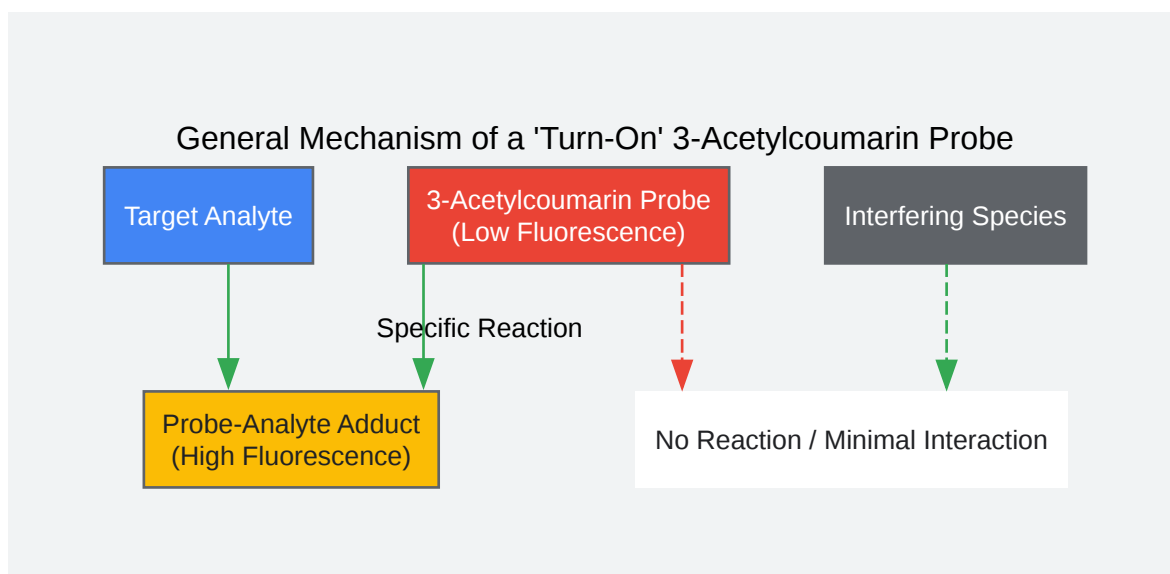 General Mechanism of a 'Turn-On' 3-Acetylcoumarin Probe
Target Analyte
3-Acetylcoumarin Probe
(Low Fluorescence)
Interfering Species
Specific Reaction
Probe-Analyte Adduct
(High Fluorescence)
No Reaction / Minimal Interaction